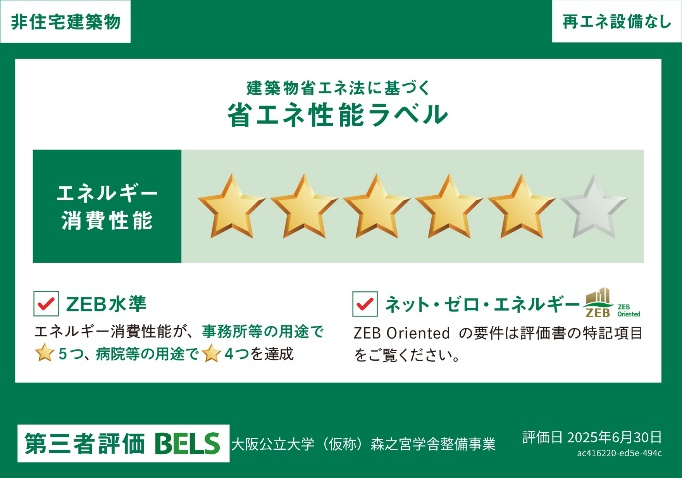 非住宅建築物
再エネ設備なし
建築物省エネ法に基づく
省エネ性能ラベル
エネルギー
消費性能
ZEB水準
エネルギー消費性能が、事務所等の用途で
5つ、病院等の用途で 4つを達成
ネット・ゼロ・エネルギー
ZEB
ZEB
Oriented
ZEB Oriented の要件は評価書の特記項目
をご覧ください。
第三者評価 BELS
大阪公立大学（仮称）森之宮学舎整備事業
評価日 2025年6月30日
ac416220-ed5e-494c